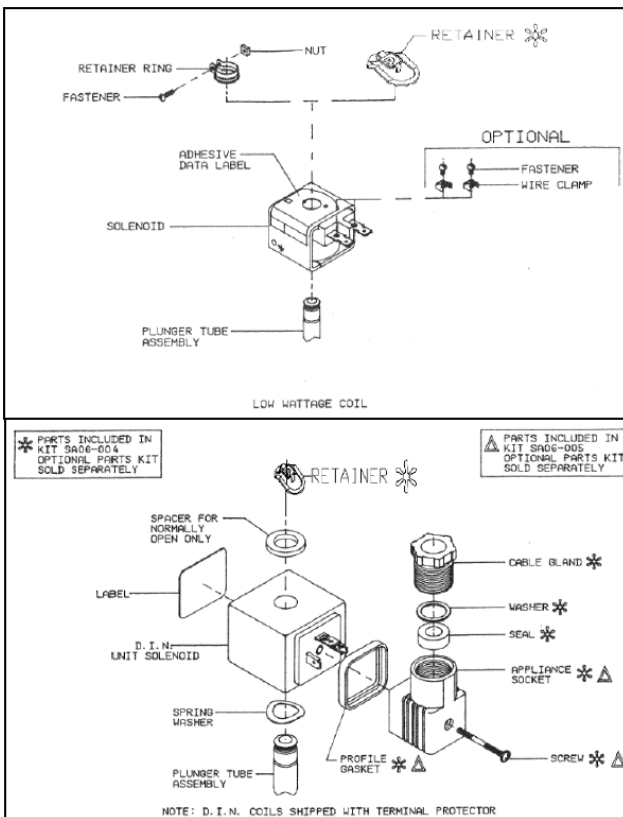 RETAINER ✲
NUT
RETAINER RING
FASTENER
OPTIONAL
ADHESIVE
DATA LABEL
FASTENER
WIRE CLAMP
SOLENOID
PLUNGER TUBE
ASSEMBLY
LOW WATTAGE COIL
✲ PARTS INCLUDED IN
KIT SA06-004
OPTIONAL PARTS KIT
SOLD SEPARATELY
△ PARTS INCLUDED IN
KIT SA06-005
OPTIONAL PARTS KIT
SOLD SEPARATELY
RETAINER ✲
SPACER FOR
NORMALLY
OPEN ONLY
CABLE GLAND ✲
LABEL
WASHER ✲
SEAL ✲
D.I.N.
UNIT SOLENOID
APPLIANCE
SOCKET ✲ △
SPRING
WASHER
PROFILE
GASKET ✲ △
SCREW ✲ △
PLUNGER TUBE
ASSEMBLY
NOTE: D.I.N. COILS SHIPPED WITH TERMINAL PROTECTOR